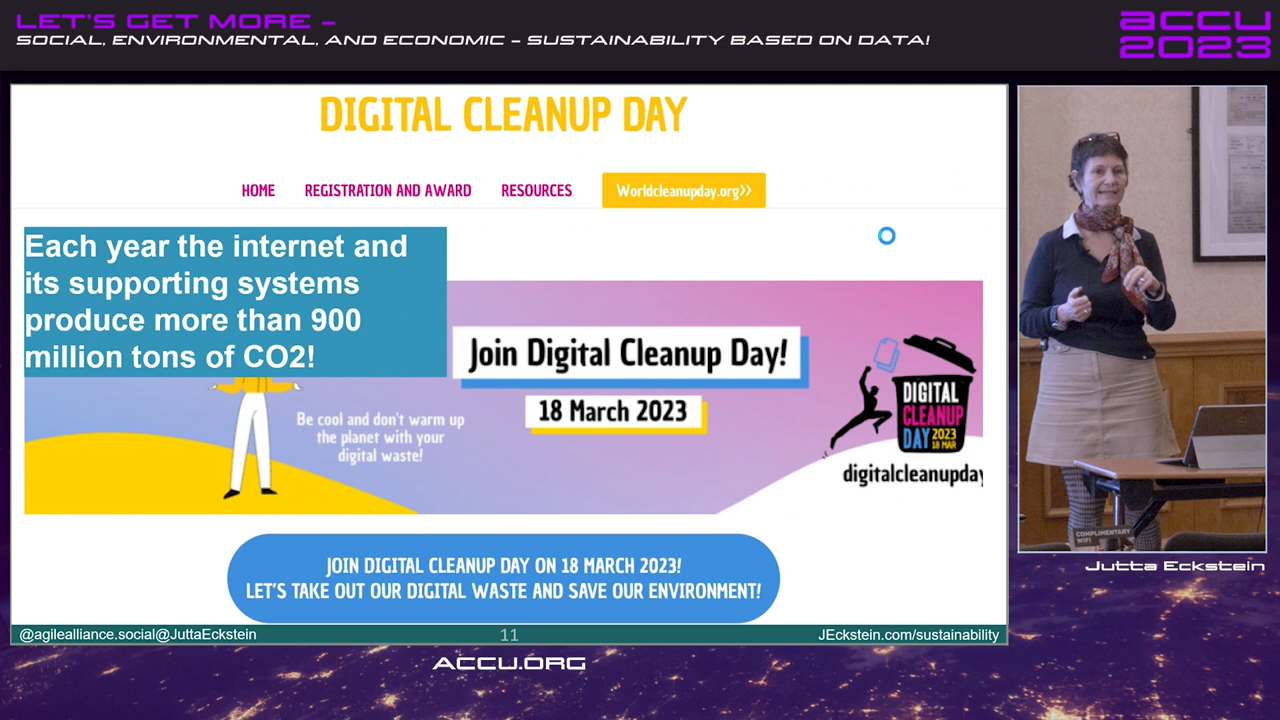 LET'S GET MORE –
SOCIAL, ENVIRONMENTAL, AND ECONOMIC – SUSTAINABILITY BASED ON DATA!
ACCU
2023
DIGITAL CLEANUP DAY
HOME
REGISTRATION AND AWARD
RESOURCES
Worldcleanupday.org>>
Each year the internet and
its supporting systems
produce more than 900
million tons of CO2!
Be cool and don't warm up
the planet with your
digital waste!
Join Digital Cleanup Day!
18 March 2023
DIGITAL
CLEANUP
DAY 2023
18 MAR
digitalcleanupday
JOIN DIGITAL CLEANUP DAY ON 18 MARCH 2023!
LET'S TAKE OUT OUR DIGITAL WASTE AND SAVE OUR ENVIRONMENT!
@agilealliance.social@JuttaEckstein
11
JEckstein.com/sustainability
COMPLIMENTARY
WIFI
Jutta Eckstein
ACCU.ORG